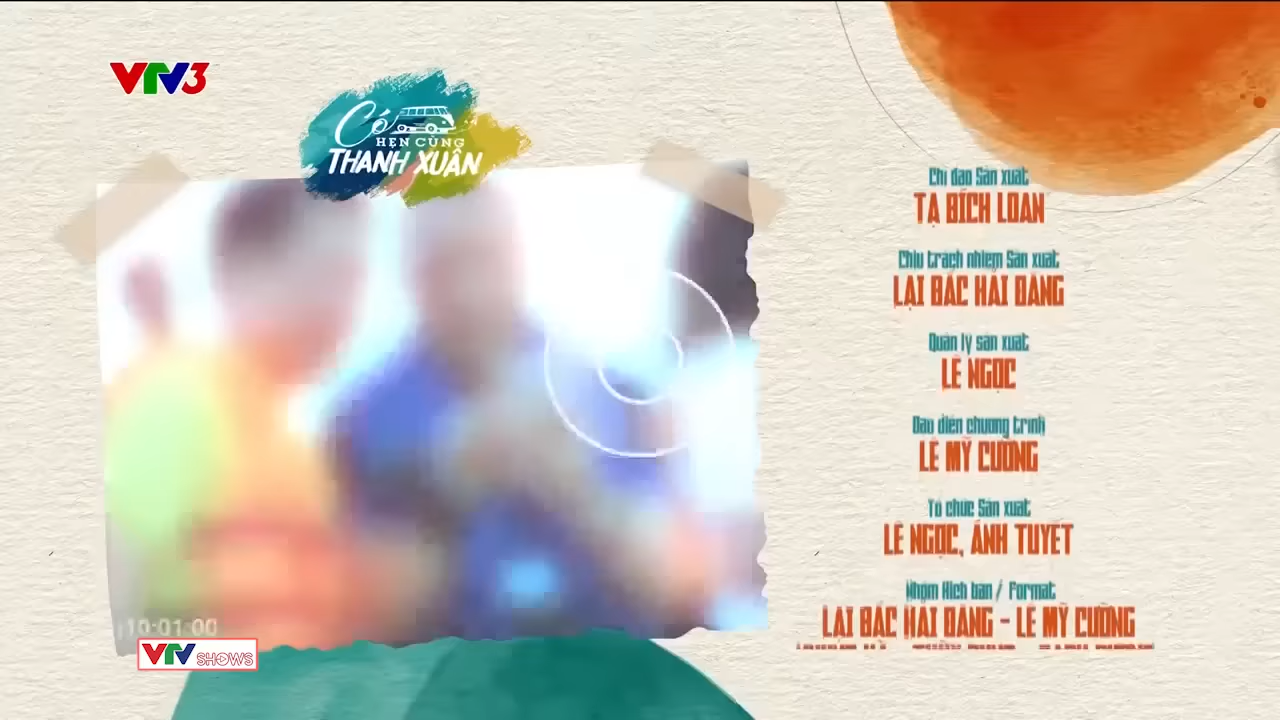 VTV3
Có
HẸN CÙNG
THANH XUÂN
Chỉ đạo Sản xuất
TẠ BÍCH LOAN
Chịu trách nhiệm Sản xuất
LẠI BẮC HẢI ĐĂNG
Quản lý sản xuất
LÊ NGỌC
Đạo diễn chương trình
LÊ MỸ CƯỜNG
Tổ chức Sản xuất
LÊ NGỌC, ÁNH TUYẾT
Nhóm Kịch bản / Format
LẠI BẮC HẢI ĐĂNG - LÊ MỸ CƯỜNG
10:01:00
VTV SHOWS